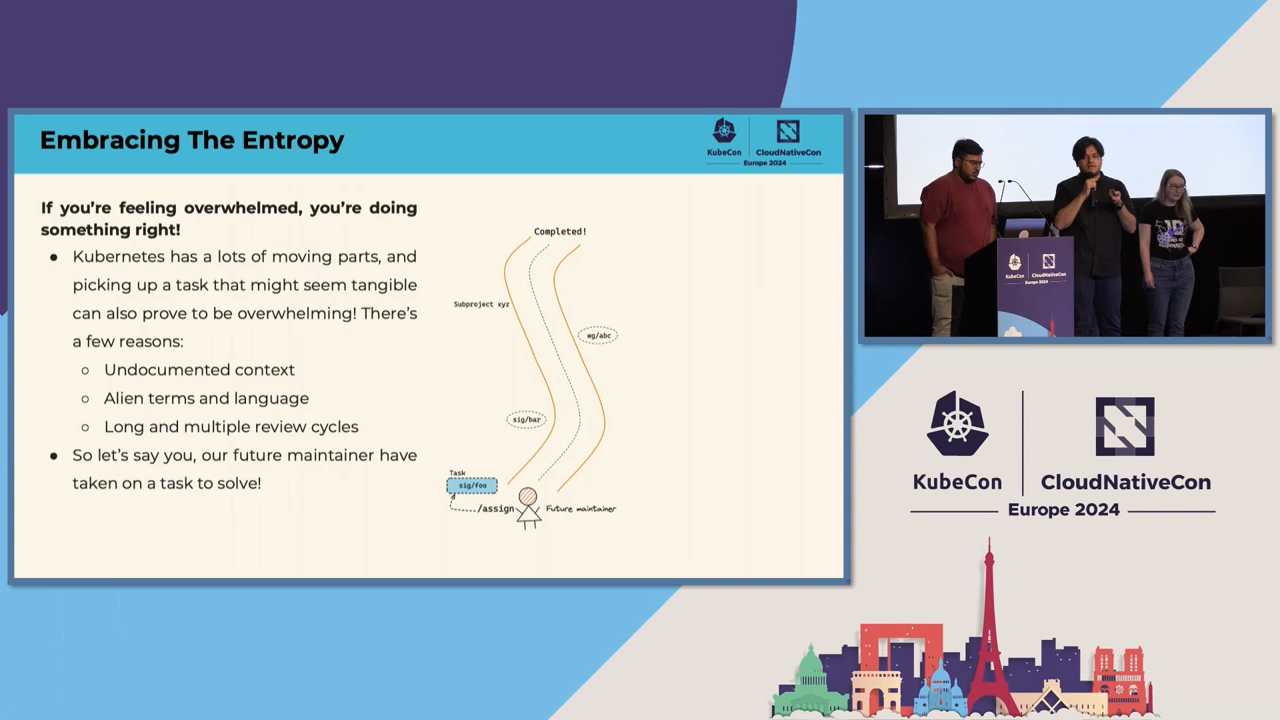 Embracing The Entropy
KubeCon
CloudNativeCon
Europe 2024
If you're feeling overwhelmed, you're doing
something right!
● Kubernetes has a lots of moving parts, and
picking up a task that might seem tangible
can also prove to be overwhelming! There's
a few reasons:
○ Undocumented context
○ Alien terms and language
○ Long and multiple review cycles
● So let's say you, our future maintainer have
taken on a task to solve!
Completed!
Subproject xyz
wg/abc
sig/bar
Task
sig/foo
/assign
Future maintainer
KubeCon
CloudNativeCon
Europe 2024
KubeCon
CloudNativeCon
Europe 2024